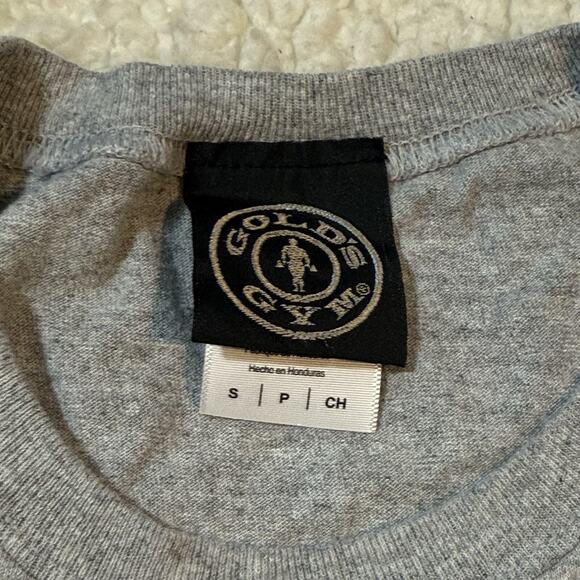 GOLD'S
GYM®
Hecho en Honduras
S | P | CH